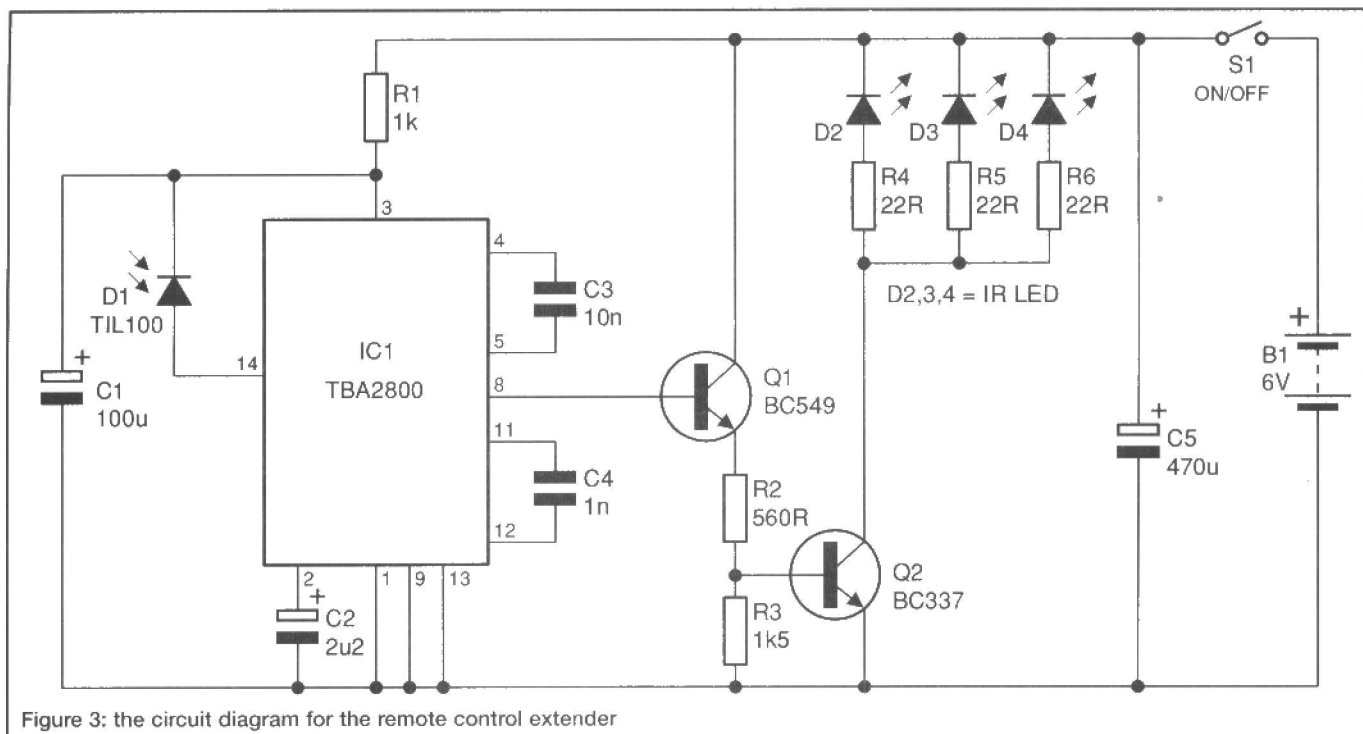 S1
ON/OFF
R1
1k
D2
D3
D4
R4
22R
R5
22R
R6
22R
3
4
C3
10n
D1
TIL100
D2,3,4 = IR LED
5
14
IC1
TBA2800
8
+
B1
6V
+
C1
100u
Q1
BC549
11
+
C5
470u
C4
1n
R2
560R
12
2
1
9
13
Q2
BC337
+
C2
2u2
R3
1k5
Figure 3: the circuit diagram for the remote control extender